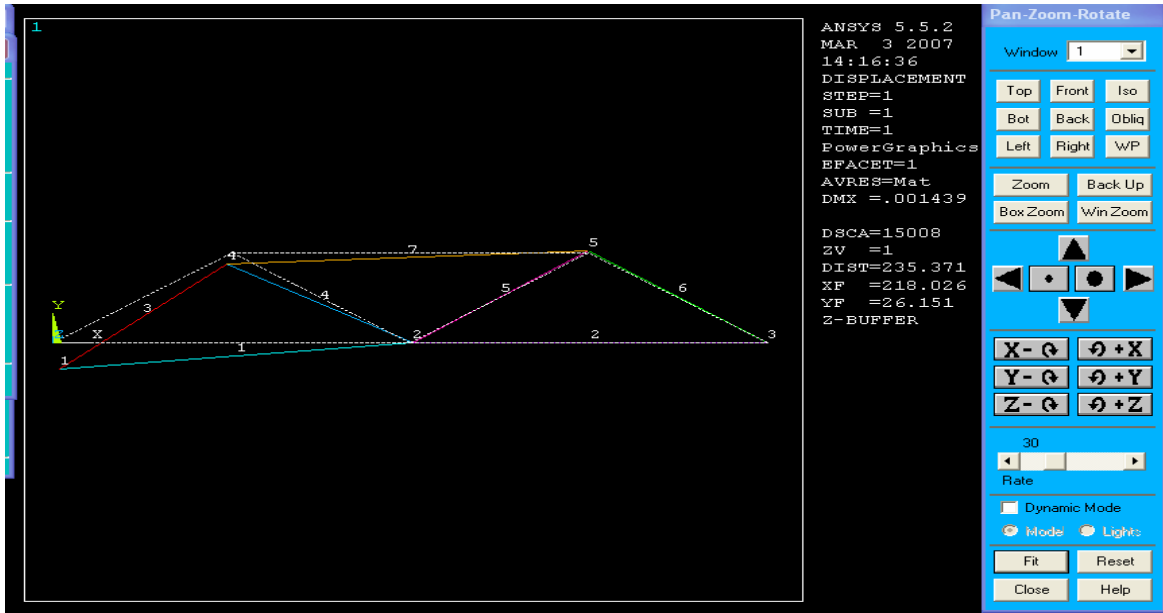 1
ANSYS 5.5.2
MAR 3 2007
14:16:36
DISPLACEMENT
STEP=1
SUB =1
TIME=1
PowerGraphics
EFACET=1
AVRES=Mat
DMX =.001439
DSCA=15008
ZV =1
DIST=235.371
XF =218.026
YF =26.151
Z-BUFFER
4
7
5
3
4
5
6
Y
X
1
2
2
3
1
Pan-Zoom-Rotate
Window 1
Top Front Iso
Bot Back Obliq
Left Right WP
Zoom Back Up
Box Zoom Win Zoom
X- +X
Y- +Y
Z- +Z
30
Rate
Dynamic Mode
Model Lights
Fit Reset
Close Help